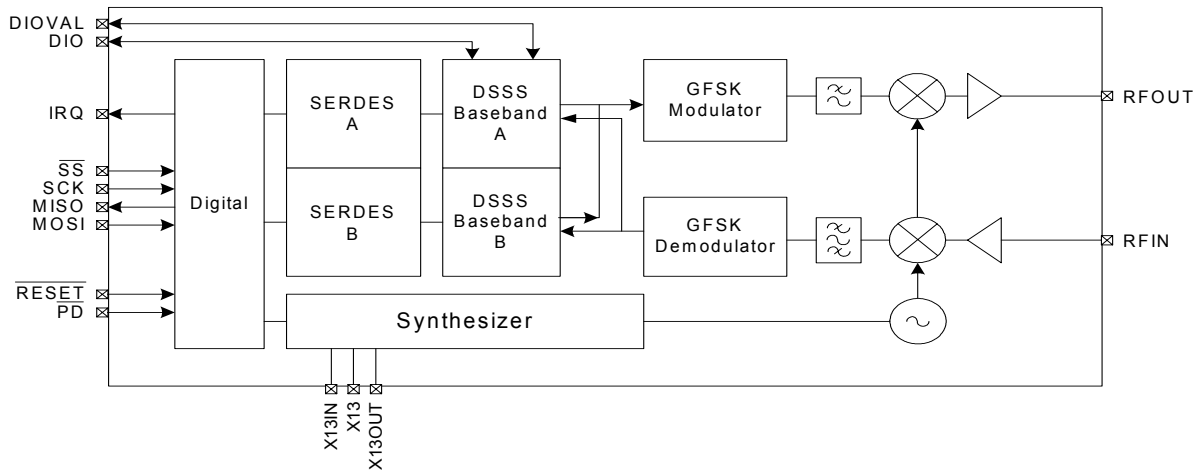 DIOVAL
DIO
IRQ
SS
SCK
MISO
MOSI
RESET
PD
Digital
SERDES
A
SERDES
B
DSSS
Baseband
A
DSSS
Baseband
B
GFSK
Modulator
GFSK
Demodulator
Synthesizer
RFOUT
RFIN
X13IN
X13
X13OUT